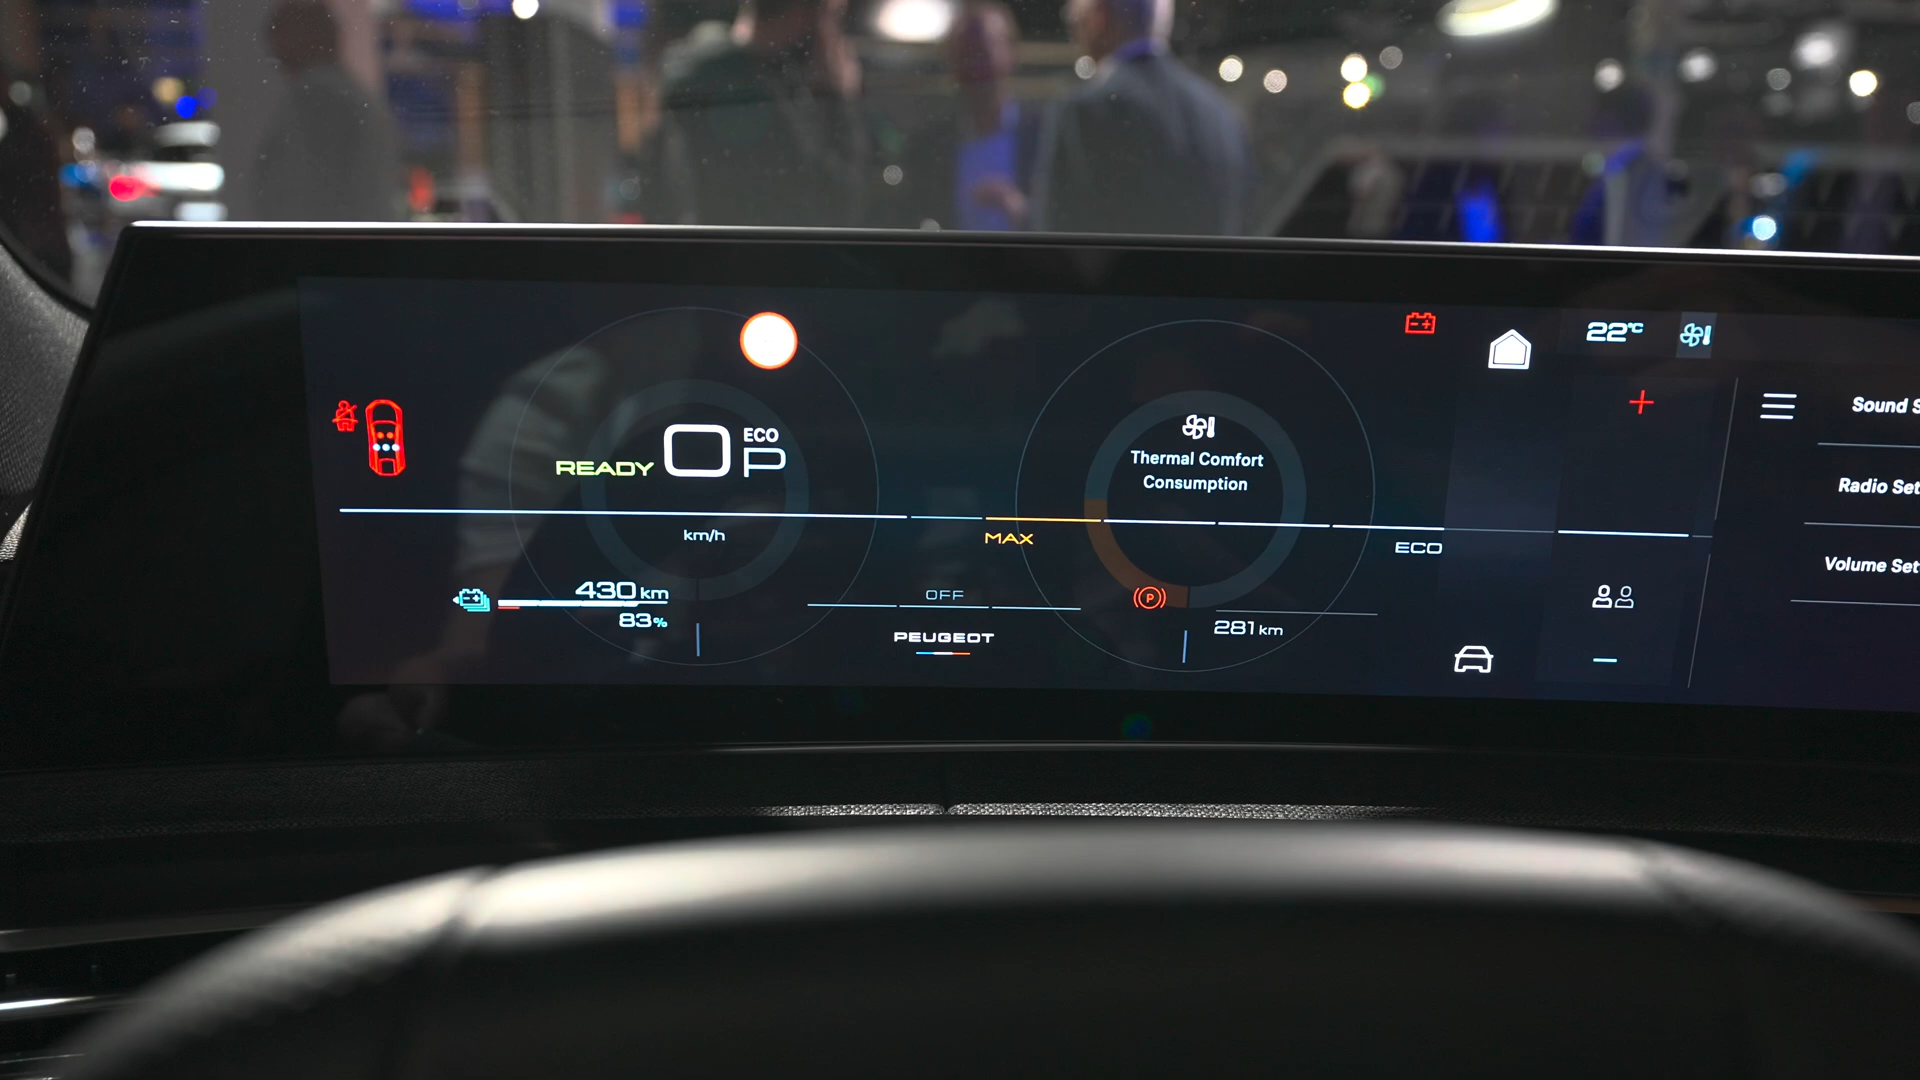 22°C
Sound S
ECO
READY 0 P
Thermal Comfort
Consumption
Radio Set
km/h
MAX
ECO
Volume Set
430 km
OFF
P
83%
281 km
PEUGEOT